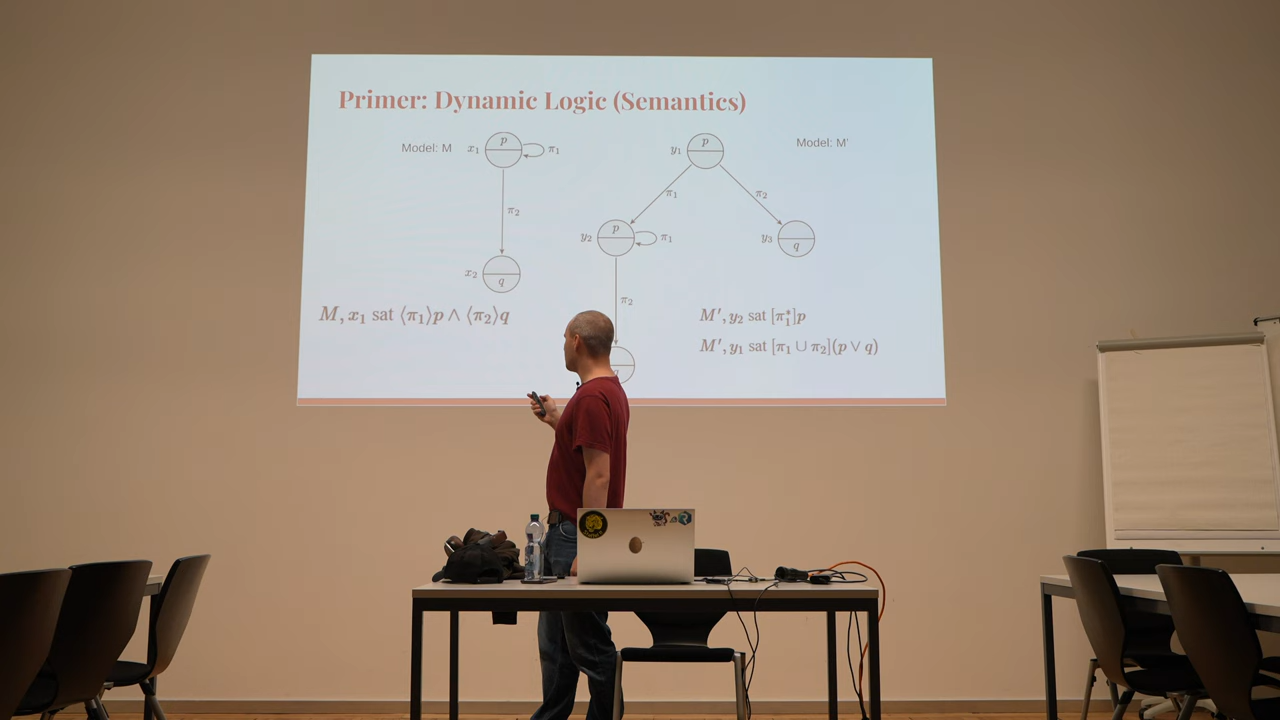 Primer: Dynamic Logic (Semantics)
Model: M
x₁
p
π₁
π₂
x₂
q
M, x₁ sat ⟨π₁⟩p ∧ ⟨π₂⟩q
Model: M'
y₁
p
π₁
π₂
y₂
p
π₁
y₃
q
π₂
M', y₂ sat [π₁*]p
M', y₁ sat [π₁ ∪ π₂](p ∨ q)